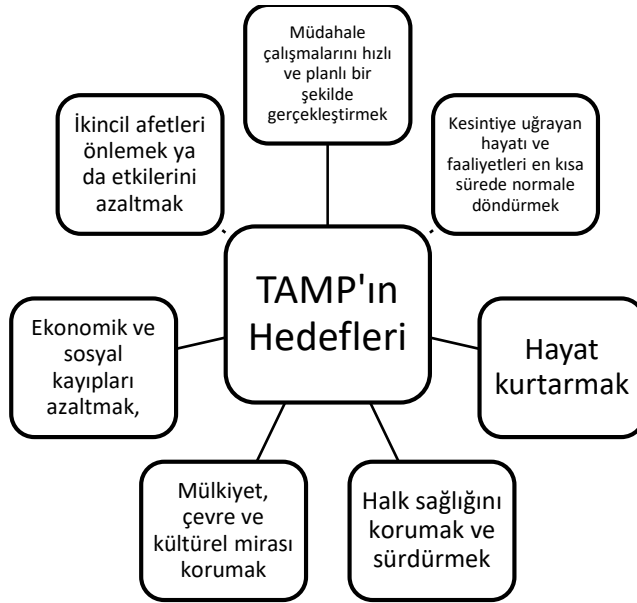 Müdahale
çalışmalarını hızlı
ve planlı bir
şekilde
gerçekleştirmek
Kesintiye uğrayan
hayatı ve
faaliyetleri en kısa
sürede normale
döndürmek
Hayat
kurtarmak
Halk sağlığını
korumak ve
sürdürmek
Mülkiyet,
çevre ve
kültürel mirası
korumak
Ekonomik ve
sosyal
kayıpları
azaltmak,
İkincil afetleri
önlemek ya
da etkilerini
azaltmak
TAMP'ın
Hedefleri